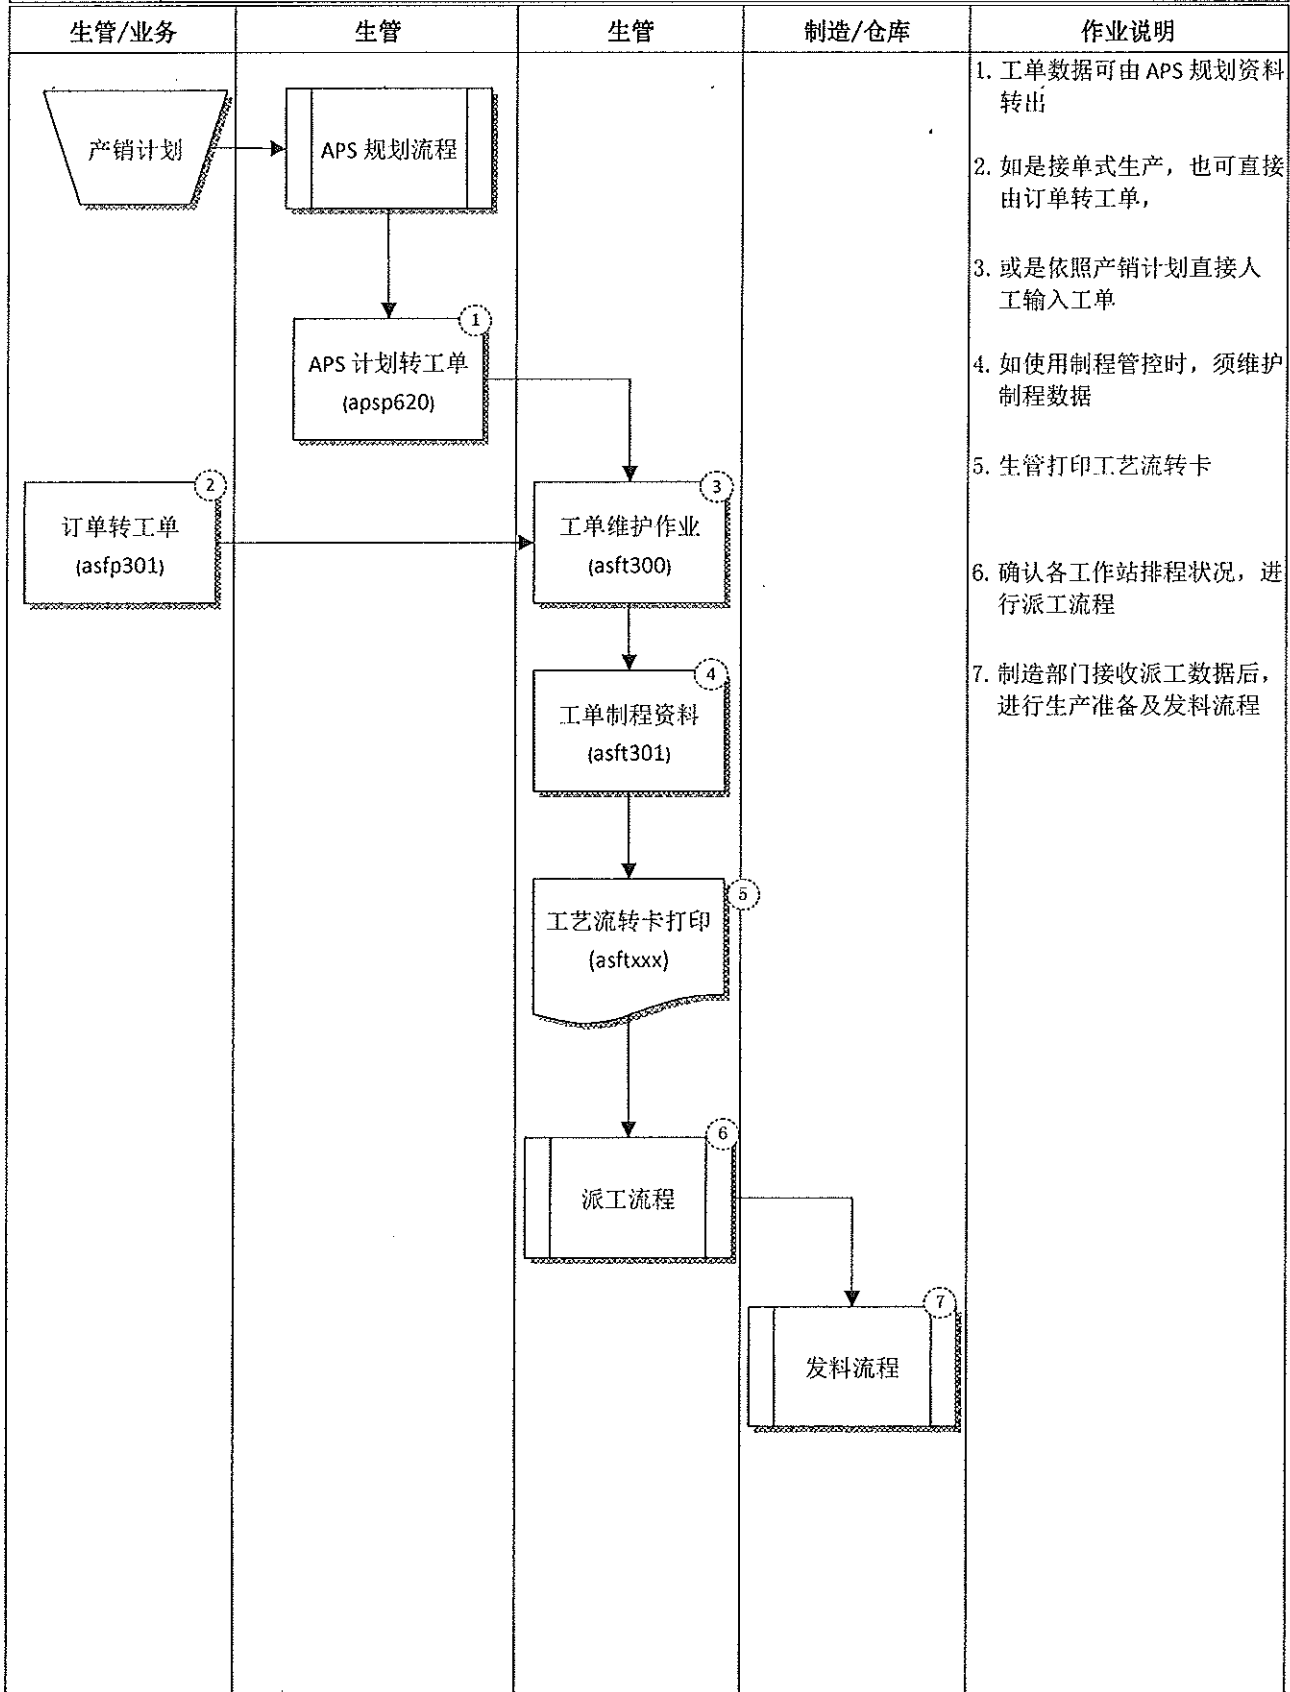 生管/业务
生管
生管
制造/仓库
作业说明
产销计划
APS 规划流程
1
APS 计划转工单
(apsp620)
2
订单转工单
(asfp301)
3
工单维护作业
(asft300)
4
工单制程资料
(asft301)
5
工艺流转卡打印
(asftxxx)
6
派工流程
7
发料流程
1. 工单数据可由 APS 规划资料
转出
2. 如是接单式生产，也可直接
由订单转工单，
3. 或是依照产销计划直接人
工输入工单
4. 如使用制程管控时，须维护
制程数据
5. 生管打印工艺流转卡
6. 确认各工作站排程状况，进
行派工流程
7. 制造部门接收派工数据后，
进行生产准备及发料流程